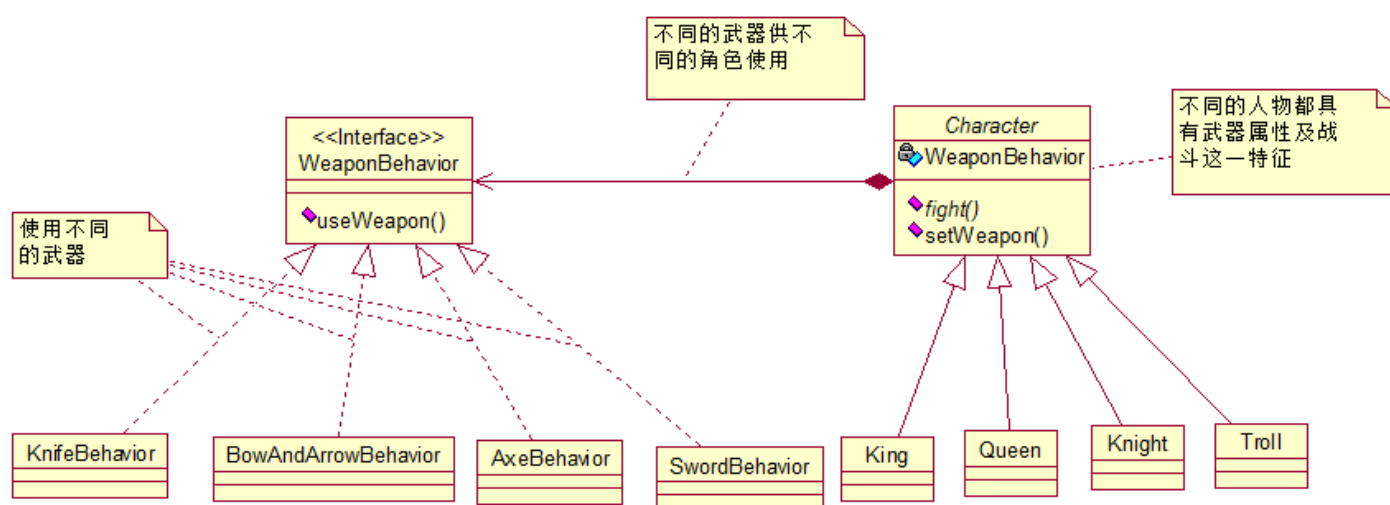 不同的武器供不
同的角色使用
不同的人物都具
有武器属性及战
斗这一特征
<<Interface>>
WeaponBehavior
useWeapon()
Character
WeaponBehavior
fight()
setWeapon()
使用不同
的武器
KnifeBehavior
BowAndArrowBehavior
AxeBehavior
SwordBehavior
King
Queen
Knight
Troll